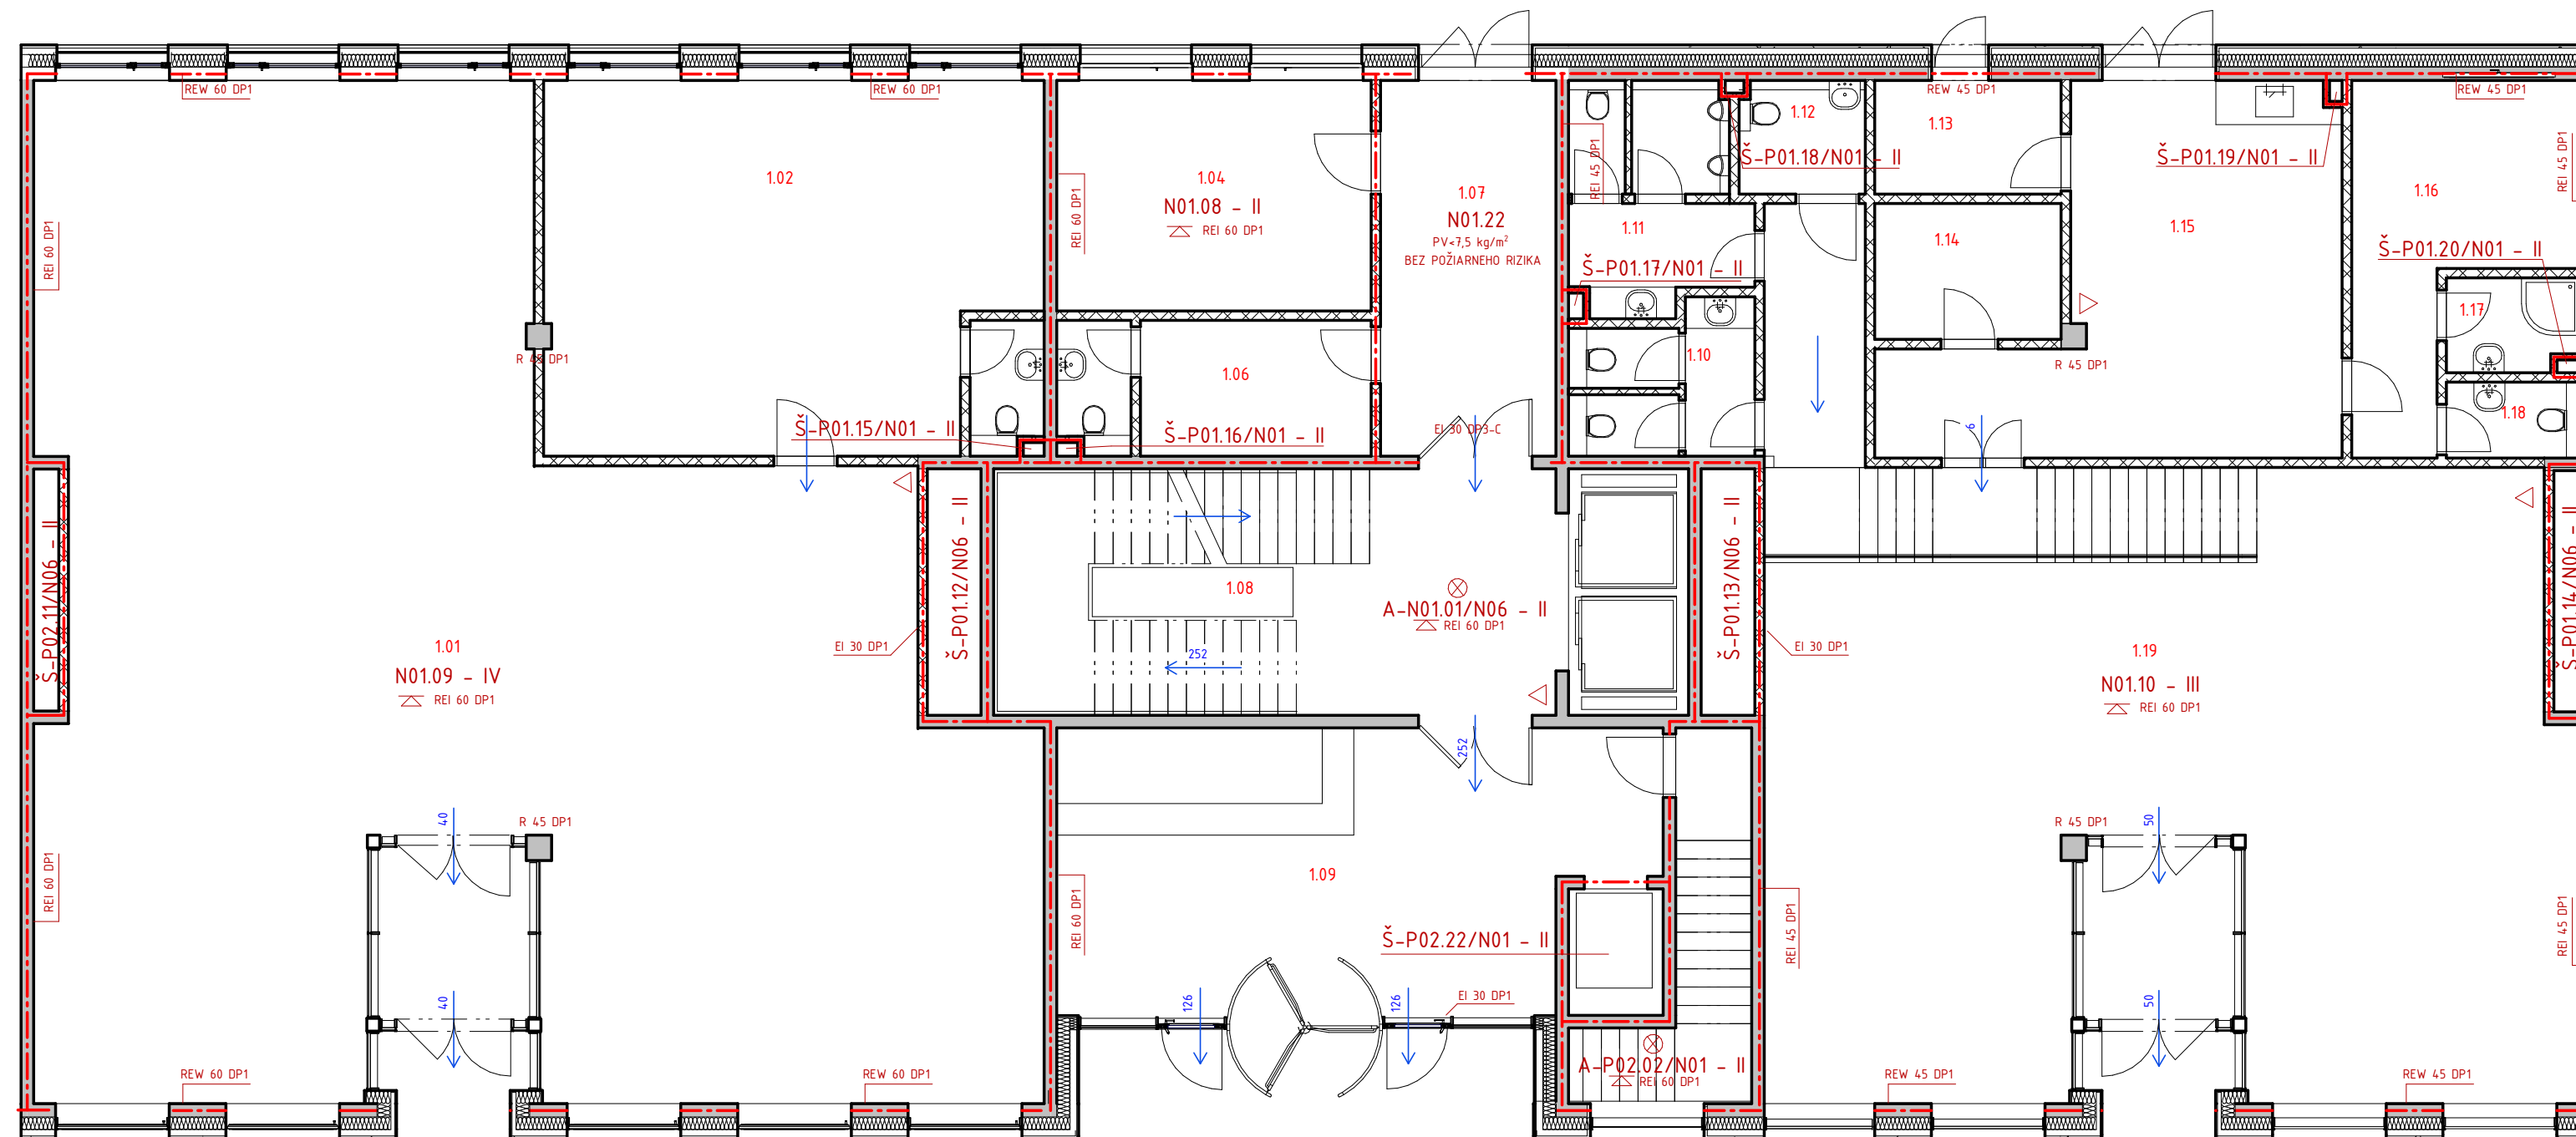 REW 60 DP1
REW 60 DP1
REW 45 DP1
REW 45 DP1
1.12
1.13
REI 45 DP1
REI 45 DP1
Š-P01.18/N01 - II
Š-P01.19/N01 - II
1.02
1.04
1.07
1.16
N01.08 - II
REI 60 DP1
N01.22
PV<7,5 kg/m²
BEZ POŽIARNEHO RIZIKA
REI 60 DP1
REI 60 DP1
1.11
1.14
1.15
Š-P01.17/N01 - II
Š-P01.20/N01 - II
1.17
R 45 DP1
1.06
1.10
R 45 DP1
1.18
Š-P01.15/N01 - II
Š-P01.16/N01 - II
EI 30 DP3-C
6
Š-P02.11/N06 - II
Š-P01.12/N06 - II
Š-P01.13/N06 - II
Š-P01.14/N06 - II
1.08
A-N01.01/N06 - II
REI 60 DP1
252
EI 30 DP1
EI 30 DP1
1.01
N01.09 - IV
REI 60 DP1
1.19
N01.10 - III
REI 60 DP1
252
40
R 45 DP1
R 45 DP1
50
REI 60 DP1
1.09
REI 60 DP1
REI 45 DP1
REI 45 DP1
Š-P02.22/N01 - II
40
126
126
EI 30 DP1
50
A-P02.02/N01 - II
REI 60 DP1
REW 60 DP1
REW 60 DP1
REW 45 DP1
REW 45 DP1